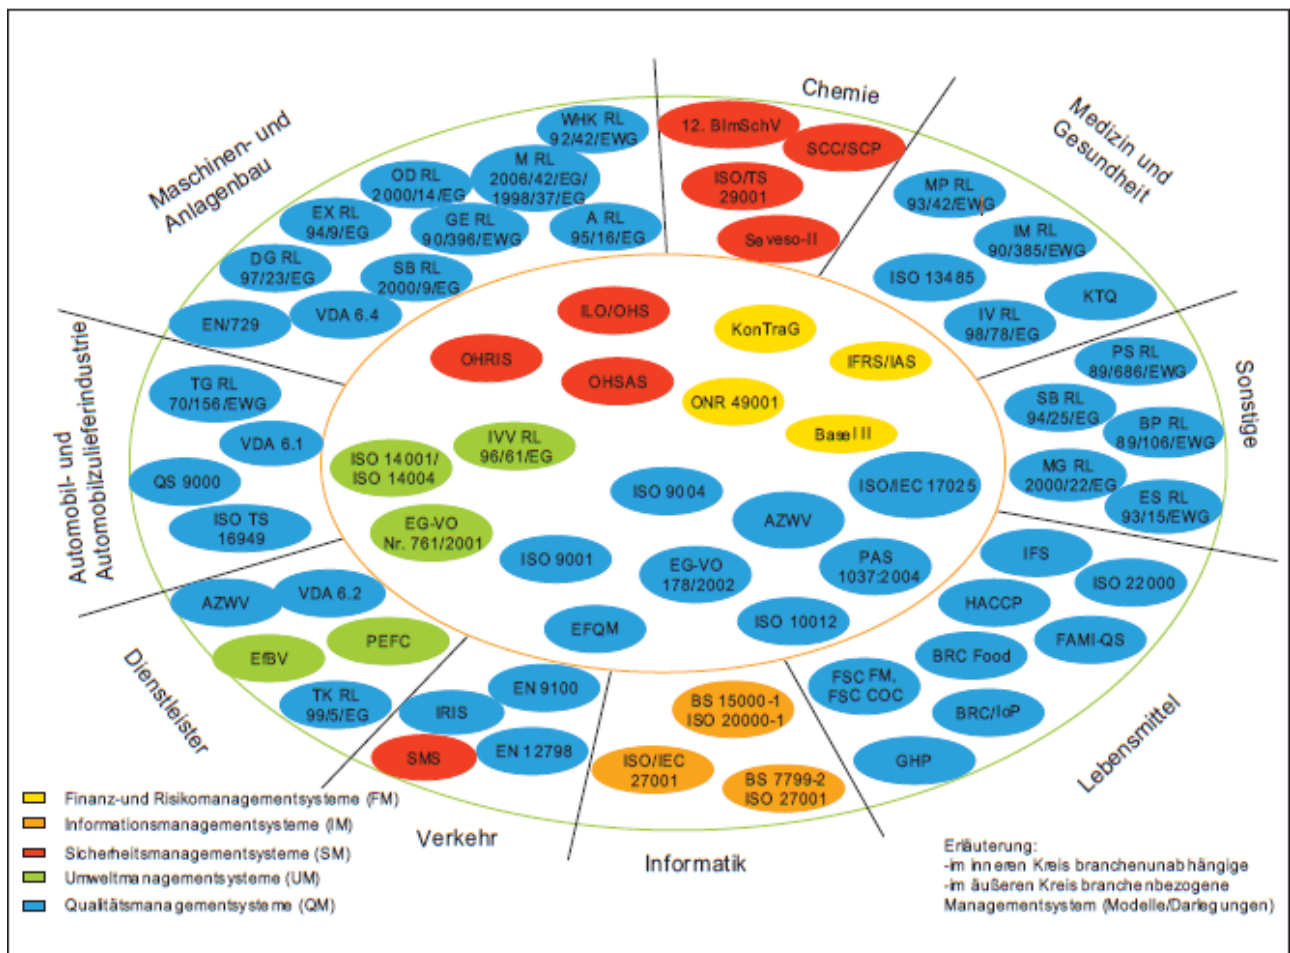 Chemie
Medizin und
Gesundheit
Maschinen- und
Anlagenbau
Sonstige
Automobil- und
Automobilzulieferindustrie
Dienstleister
Verkehr
Informatik
Lebensmittel
12. BImSchV
SCC/SCP
ISO/TS
29001
Seveso-II
WHK RL
92/42/EWG
M RL
2006/42/EG/
1998/37/EG
OD RL
2000/14/EG
EX RL
94/9/EG
GE RL
90/396/EWG
A RL
95/16/EG
DG RL
97/23/EG
SB RL
2000/9/EG
EN/729
VDA 6.4
MP RL
93/42/EWG
IM RL
90/385/EWG
ISO 13485
KTQ
IV RL
98/78/EG
PS RL
89/686/EWG
SB RL
94/25/EG
BP RL
89/106/EWG
MG RL
2000/22/EG
ES RL
93/15/EWG
TG RL
70/156/EWG
VDA 6.1
QS 9000
ISO TS
16949
ILO/OHS
OHRIS
OHSAS
KonTraG
IFRS/IAS
ONR 49001
Basel II
IVV RL
96/61/EG
ISO 14001/
ISO 14004
EG-VO
Nr. 761/2001
ISO 9004
ISO/IEC 17025
AZWV
ISO 9001
EG-VO
178/2002
PAS
1037:2004
EFQM
ISO 10012
AZWV
VDA 6.2
EfBV
PEFC
TK RL
99/5/EG
EN 9100
IRIS
SMS
EN 12798
BS 15000-1
ISO 20000-1
ISO/IEC
27001
BS 7799-2
ISO 27001
IFS
ISO 22000
HACCP
FAMI-QS
BRC Food
FSC FM,
FSC COC
BRC/IoP
GHP
Finanz-und Risikomanagementsysteme (FM)
Informationsmanagementsysteme (IM)
Sicherheitsmanagementsysteme (SM)
Umweltmanagementsysteme (UM)
Qualitätsmanagementsysteme (QM)
Erläuterung:
-im inneren Kreis branchenunabhängige
-im äußeren Kreis branchenbezogene
Managementsystem (Modelle/Darlegungen)